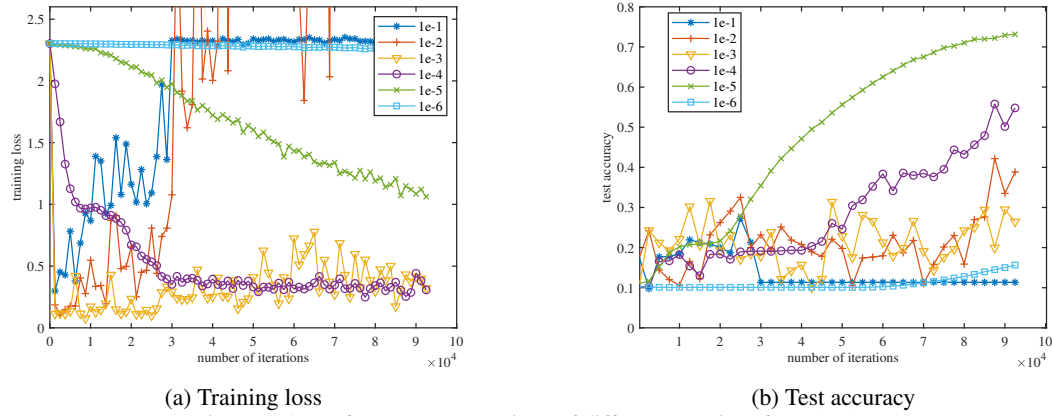 2.5
2
1.5
1
0.5
0
training loss
0 1 2 3 4 5 6 7 8 9 10
number of iterations
×10⁴
1e-1
1e-2
1e-3
1e-4
1e-5
1e-6
(a) Training loss
0.8
0.7
0.6
0.5
0.4
0.3
0.2
0.1
0
test accuracy
1 2 3 4 5 6 7 8 9 10
number of iterations
×10⁴
1e-1
1e-2
1e-3
1e-4
1e-5
1e-6
(b) Test accuracy